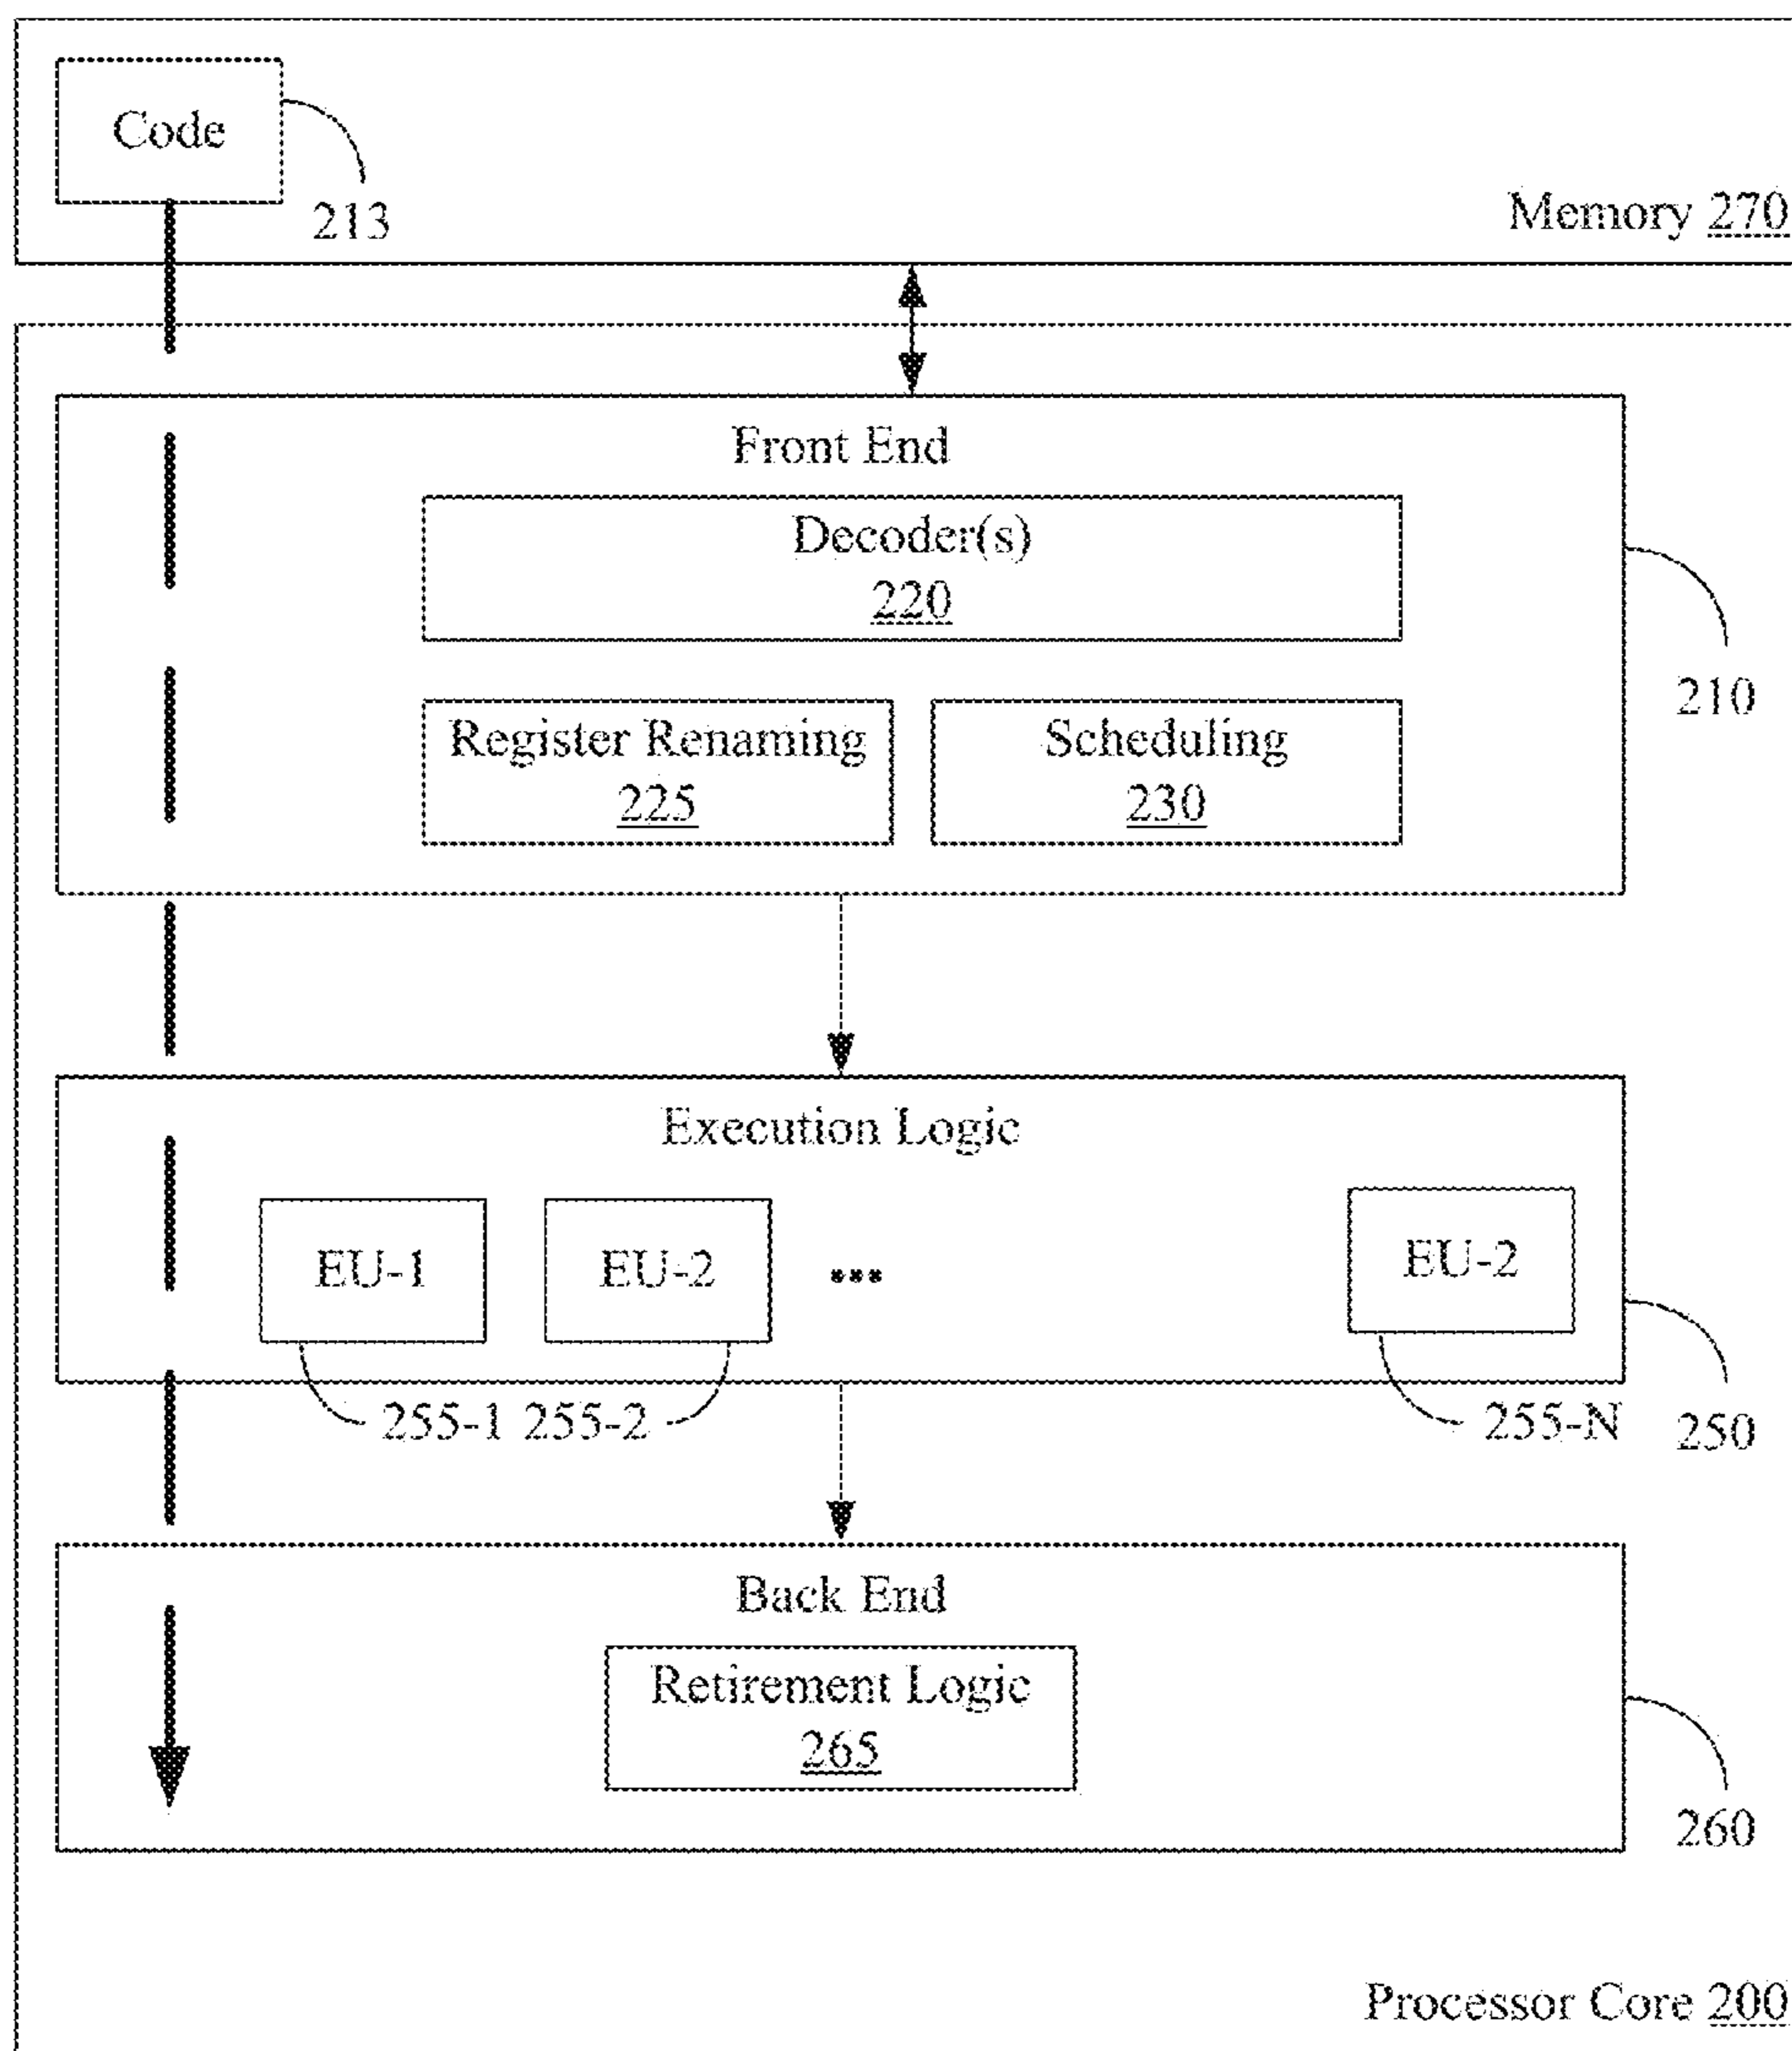 Code
213
Memory 270
Front End
Decoder(s)
220
210
Register Renaming
225
Scheduling
230
Execution Logic
EU-1
EU-2
...
EU-2
255-1
255-2
255-N
250
Back End
Retirement Logic
265
260
Processor Core 200